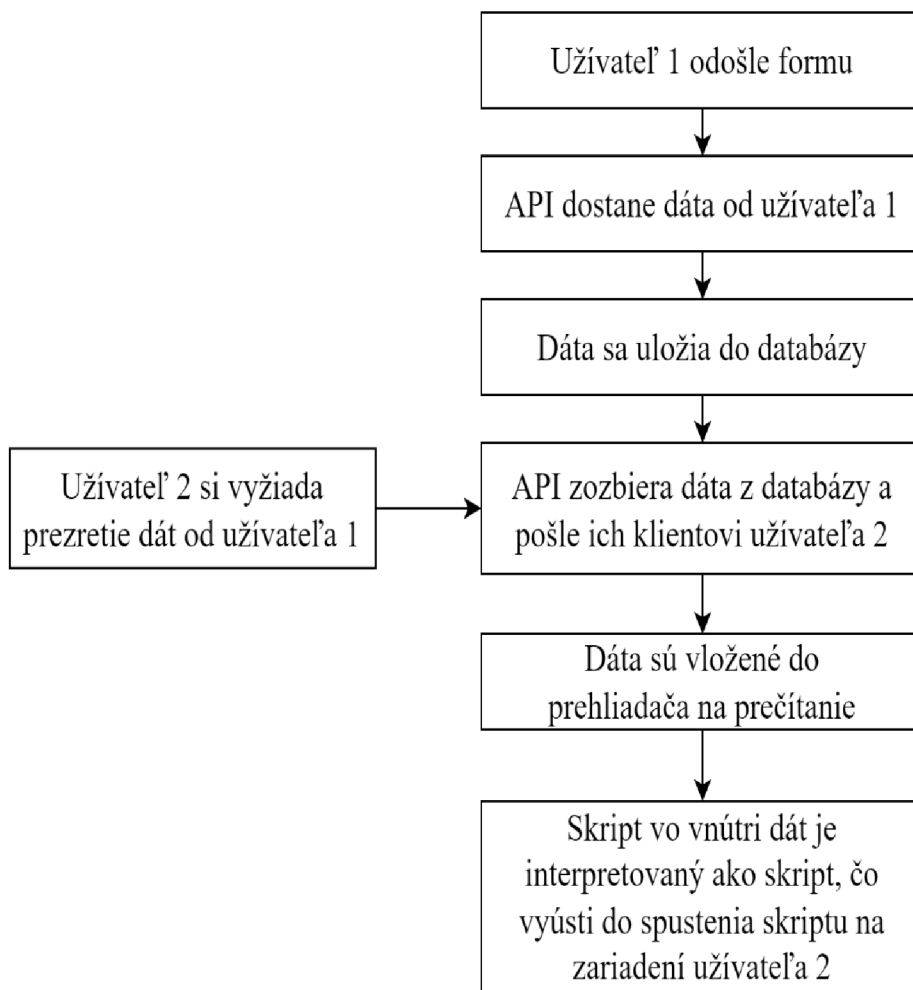 Užívateľ 1 odošle formu
API dostane dáta od užívateľa 1
Dáta sa uložia do databázy
Užívateľ 2 si vyžiada
prezretie dát od užívateľa 1
API zozbiera dáta z databázy a
pošle ich klientovi užívateľa 2
Dáta sú vložené do
prehliadača na prečítanie
Skript vo vnútri dát je
interpretovaný ako skript, čo
vyústi do spustenia skriptu na
zariadení užívateľa 2